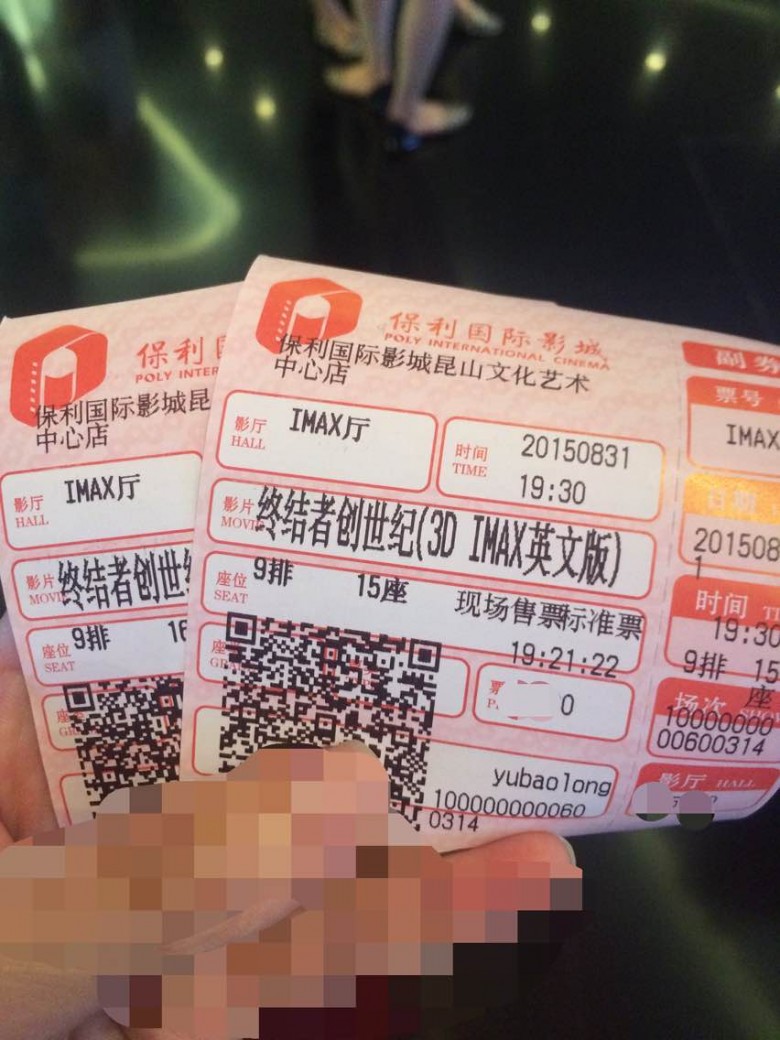 保利国
POLY INTER
保利国际影城昆
中心店
影厅
HALL
IMAX厅
影片
MOVIE
终结者创世纪
座位
SEAT
9排
16
保利国际影城
POLY INTERNATIONAL CINEMA
保利国际影城昆山文化艺术
中心店
影厅
HALL
IMAX厅
时间
TIME
20150831
19:30
影片
MOVIE
终结者创世纪(3D IMAX英文版)
座位
SEAT
9排
15座
现场售票标准票
19:21:22
票
0
yubaolong
100000000060
0314
副券
票号
IMAX
日期
201508
1
时间
19:30
9排
15
座
场次
10000000
00600314
影厅 HALL